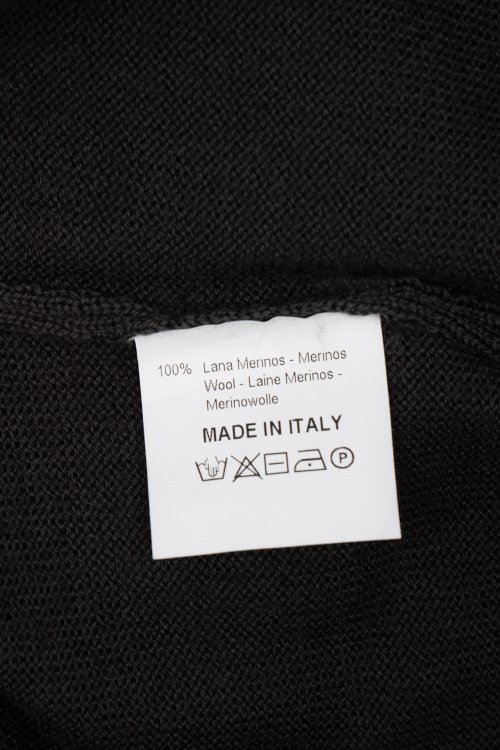 100% Lana Merinos - Merinos
Wool - Laine Merinos -
Merinowolle
MADE IN ITALY
P